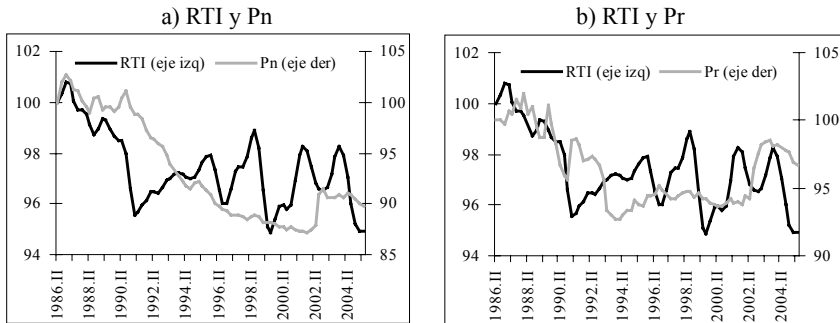 a) RTI y Pn
RTI (eje izq)
Pn (eje der)
102
100
98
96
94
105
100
95
90
85
1986.II
1988.II
1990.II
1992.II
1994.II
1996.II
1998.II
2000.II
2002.II
2004.II
b) RTI y Pr
RTI (eje izq)
Pr (eje der)
102
100
98
96
94
105
100
95
90
1986.II
1988.II
1990.II
1992.II
1994.II
1996.II
1998.II
2000.II
2002.II
2004.II